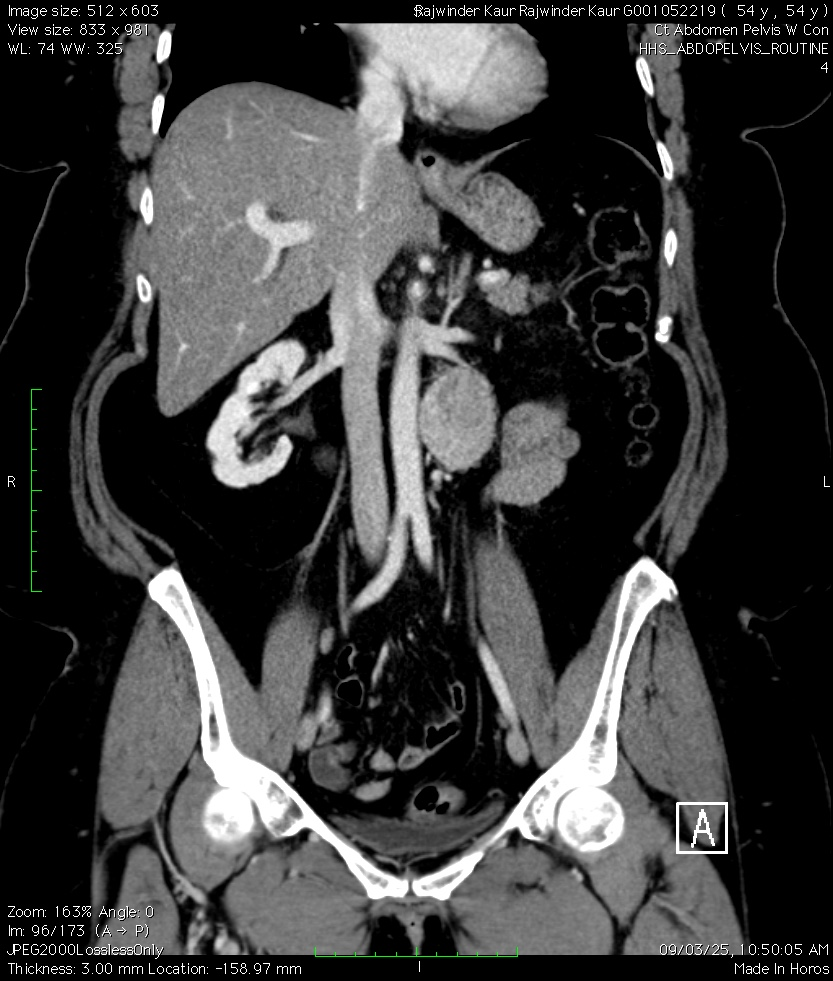 Image size: 512 x 603
View size: 833 x 981
WL: 74 WW: 325
Rajwinder Kaur Rajwinder Kaur G001052219 ( 54 y , 54 y )
Ct Abdomen Pelvis W Con
HHS_ABDOPELVIS_ROUTINE
4
R
L
A
Zoom: 163% Angle: 0
Im: 96/173 (A -> P)
JPEG2000LosslessOnly
Thickness: 3.00 mm Location: -158.97 mm
I
09/03/25, 10:50:05 AM
Made In Horos